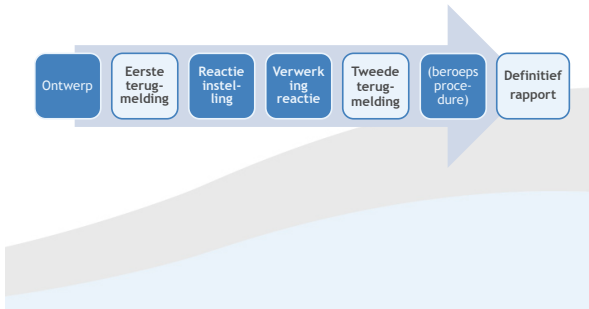 Ontwerp
Eerste
terug-
melding
Reactie
instel-
ling
Verwerk
ing
reactie
Tweede
terug-
melding
(beroeps
proce-
dure)
Definitief
rapport